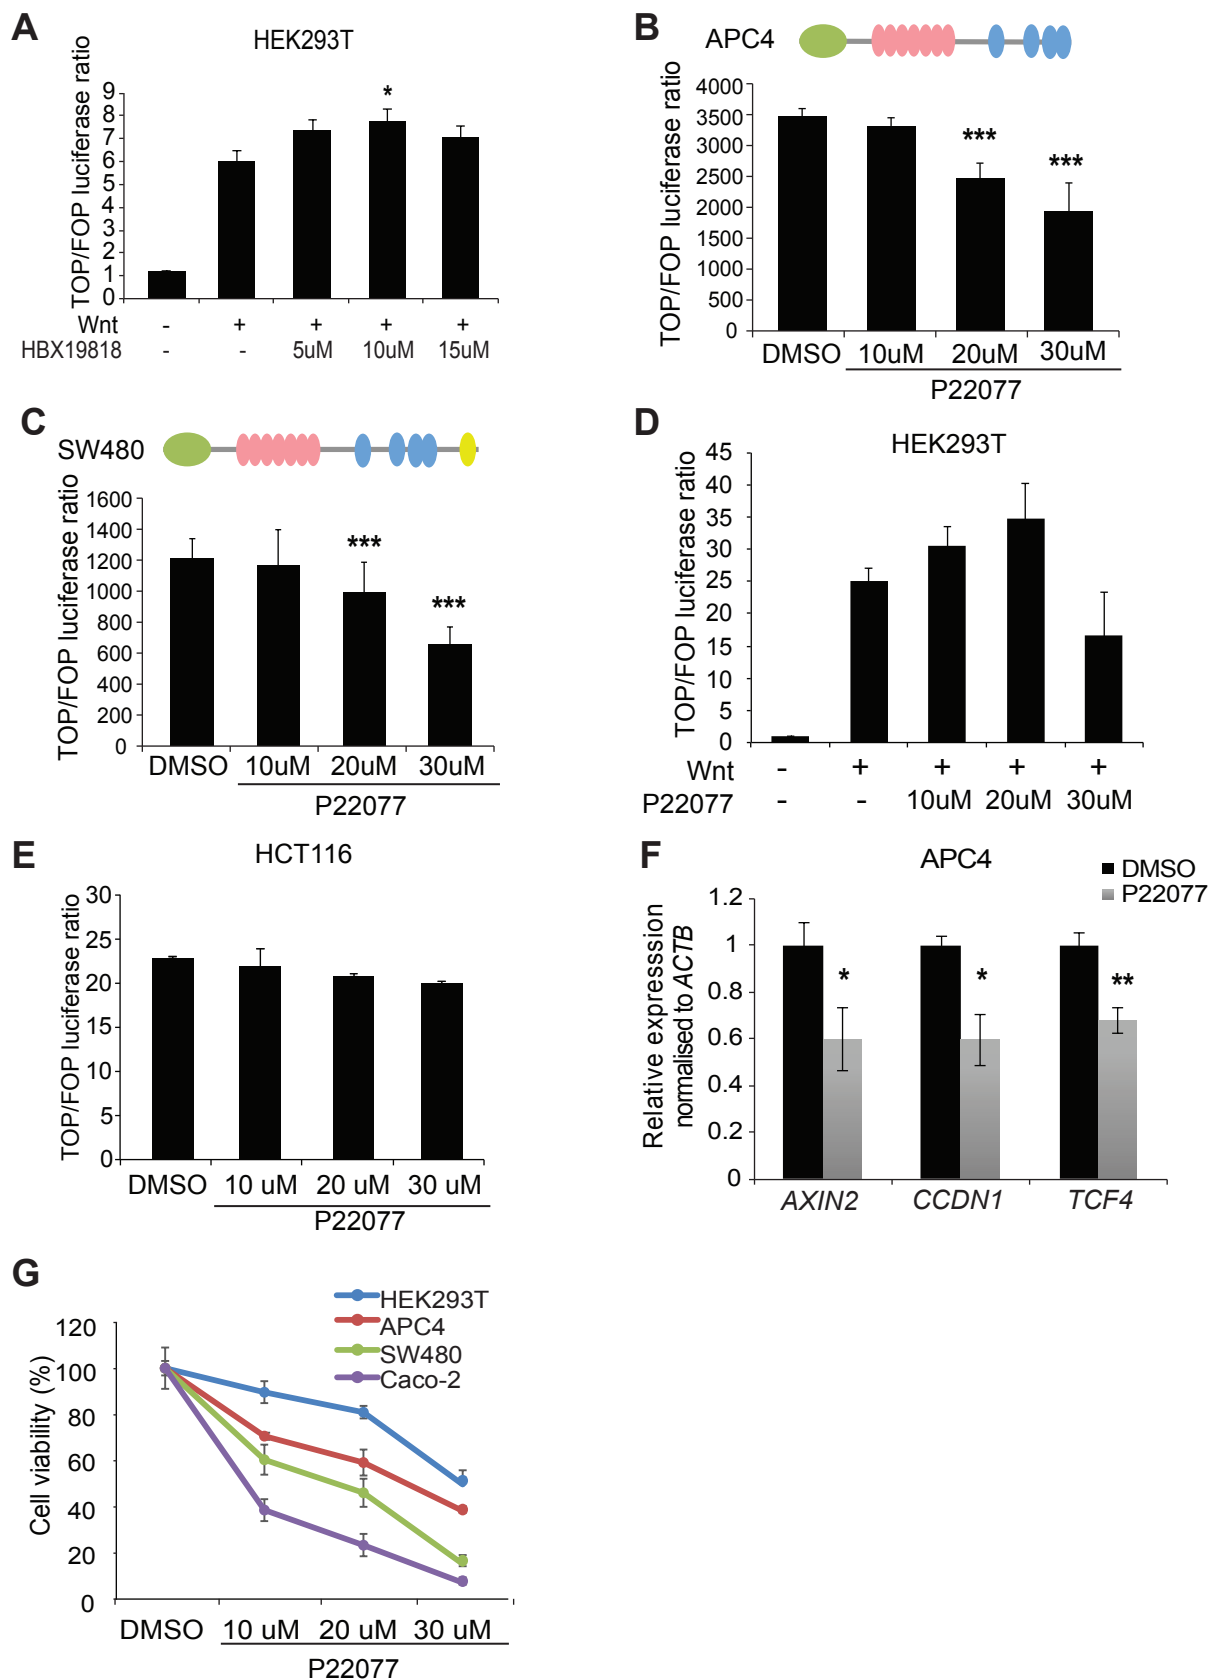 A
HEK293T
TOP/FOP luciferase ratio
9
8
7
6
5
4
3
2
1
0
*
Wnt - + + + +
HBX19818 - - 5uM 10uM 15uM
B
APC4
TOP/FOP luciferase ratio
4000
3500
3000
2500
2000
1500
1000
500
0
*** ***
DMSO 10uM 20uM 30uM
P22077
C
SW480
TOP/FOP luciferase ratio
1600
1400
1200
1000
800
600
400
200
0
*** ***
DMSO 10uM 20uM 30uM
P22077
D
HEK293T
TOP/FOP luciferase ratio
45
40
35
30
25
20
15
10
5
0
Wnt - + + + +
P22077 - - 10uM 20uM 30uM
E
HCT116
TOP/FOP luciferase ratio
30
25
20
15
10
5
0
DMSO 10 uM 20 uM 30 uM
P22077
F
APC4
DMSO
P22077
Relative expresssion
normalised to ACTB
1.2
1
0.8
0.6
0.4
0.2
0
* * **
AXIN2 CCDN1 TCF4
G
HEK293T
APC4
SW480
Caco-2
Cell viability (%)
120
100
80
60
40
20
0
DMSO 10 uM 20 uM 30 uM
P22077